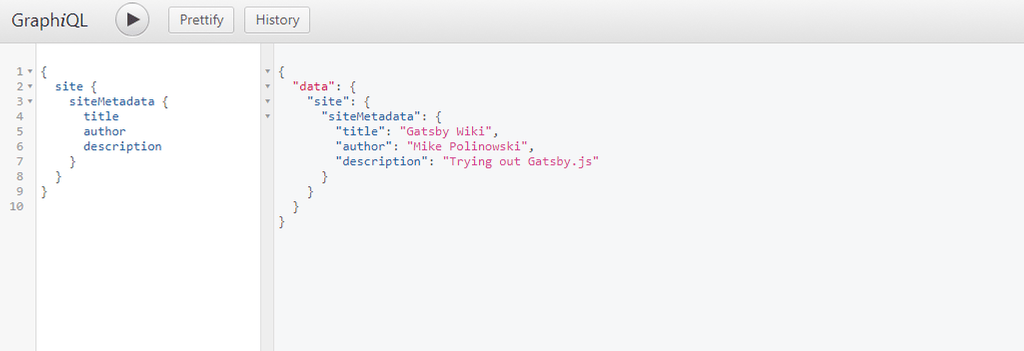 GraphiQL Prettify History
1 {
2 site {
3 siteMetadata {
4 title
5 author
6 description
7 }
8 }
9 }
10
{
"data": {
"site": {
"siteMetadata": {
"title": "Gatsby Wiki",
"author": "Mike Polinowski",
"description": "Trying out Gatsby.js"
}
}
}
}